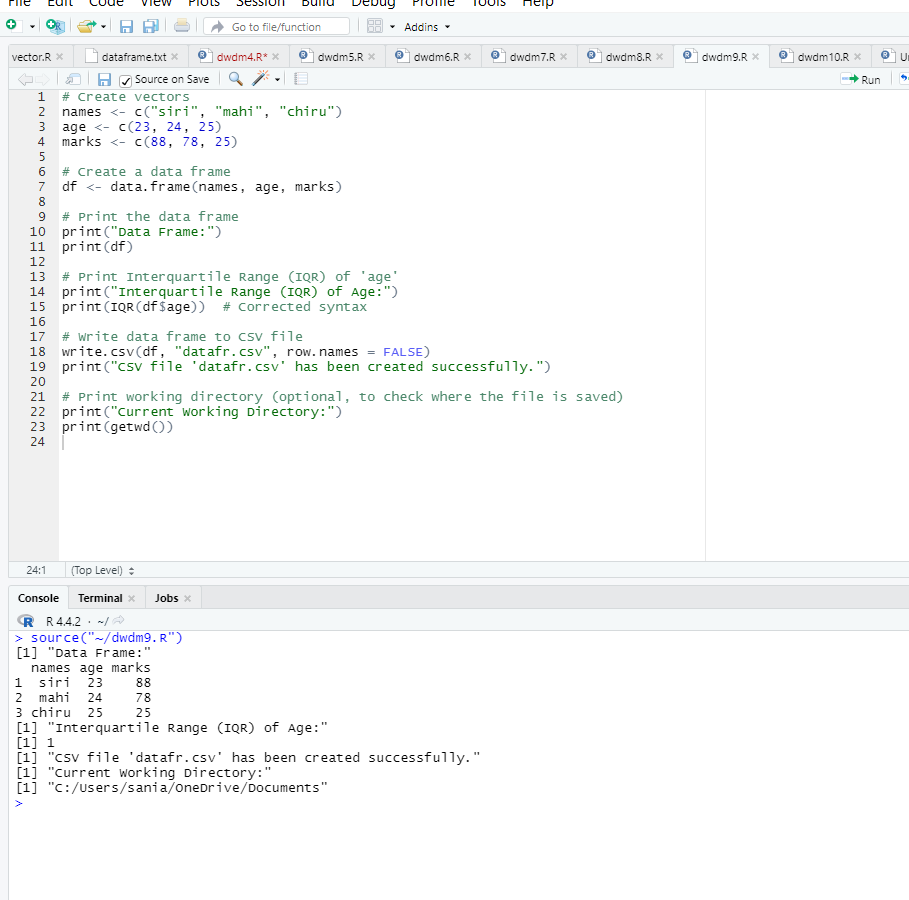 File Edit Code View Plots Session Build Debug Profile Tools Help
Go to file/function Addins
vector.R dataframe.txt dwdm4.R* dwdm5.R dwdm6.R dwdm7.R dwdm8.R dwdm9.R dwdm10.R
Source on Save Run
1 # Create vectors
2 names <- c("siri", "mahi", "chiru")
3 age <- c(23, 24, 25)
4 marks <- c(88, 78, 25)
5
6 # Create a data frame
7 df <- data.frame(names, age, marks)
8
9 # Print the data frame
10 print("Data Frame:")
11 print(df)
12
13 # Print Interquartile Range (IQR) of 'age'
14 print("Interquartile Range (IQR) of Age:")
15 print(IQR(df$age))  # Corrected syntax
16
17 # Write data frame to CSV file
18 write.csv(df, "datafr.csv", row.names = FALSE)
19 print("CSV file 'datafr.csv' has been created successfully.")
20
21 # Print working directory (optional, to check where the file is saved)
22 print("Current Working Directory:")
23 print(getwd())
24
24:1 (Top Level)
Console Terminal Jobs
R 4.4.2 · ~/
> source("~/dwdm9.R")
[1] "Data Frame:"
  names age marks
1  siri  23    88
2  mahi  24    78
3 chiru  25    25
[1] "Interquartile Range (IQR) of Age:"
[1] 1
[1] "CSV file 'datafr.csv' has been created successfully."
[1] "Current Working Directory:"
[1] "C:/Users/sania/OneDrive/Documents"
>